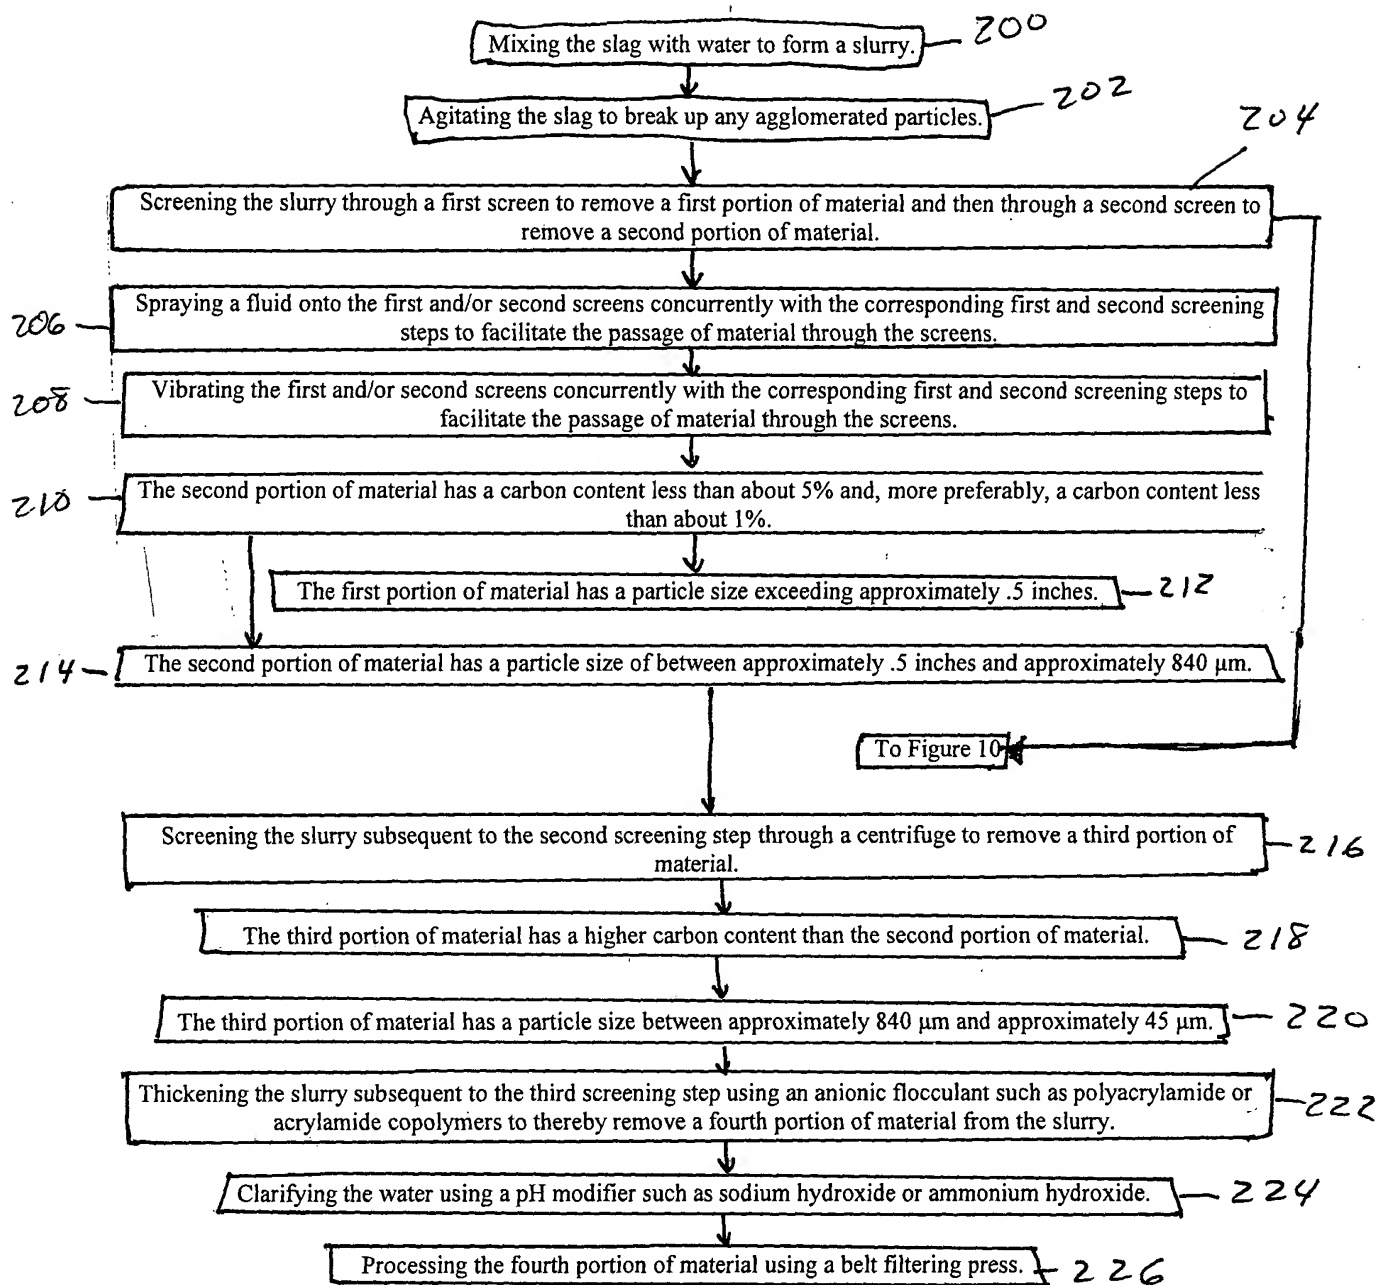 Mixing the slag with water to form a slurry.
200
Agitating the slag to break up any agglomerated particles.
202
204
Screening the slurry through a first screen to remove a first portion of material and then through a second screen to
remove a second portion of material.
206
Spraying a fluid onto the first and/or second screens concurrently with the corresponding first and second screening
steps to facilitate the passage of material through the screens.
208
Vibrating the first and/or second screens concurrently with the corresponding first and second screening steps to
facilitate the passage of material through the screens.
210
The second portion of material has a carbon content less than about 5% and, more preferably, a carbon content less
than about 1%.
The first portion of material has a particle size exceeding approximately .5 inches.
212
214
The second portion of material has a particle size of between approximately .5 inches and approximately 840 µm.
To Figure 10
Screening the slurry subsequent to the second screening step through a centrifuge to remove a third portion of
material.
216
The third portion of material has a higher carbon content than the second portion of material.
218
The third portion of material has a particle size between approximately 840 µm and approximately 45 µm.
220
Thickening the slurry subsequent to the third screening step using an anionic flocculant such as polyacrylamide or
acrylamide copolymers to thereby remove a fourth portion of material from the slurry.
222
Clarifying the water using a pH modifier such as sodium hydroxide or ammonium hydroxide.
224
Processing the fourth portion of material using a belt filtering press.
226